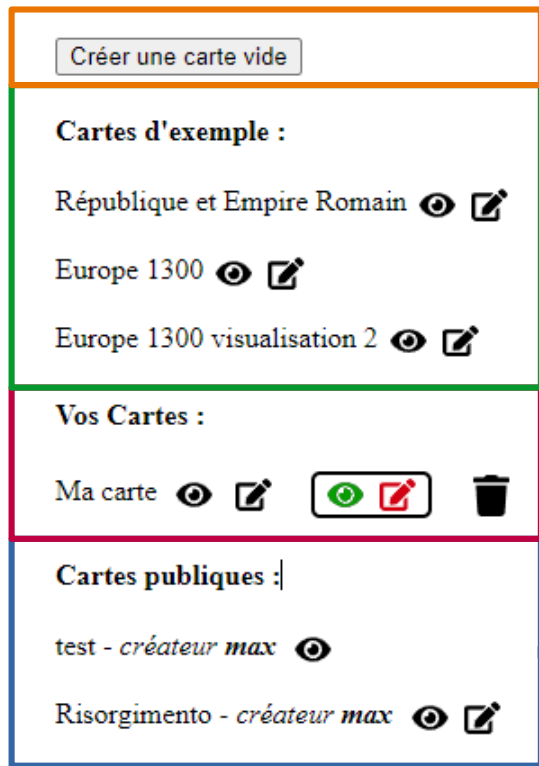 Créer une carte vide
Cartes d'exemple :
République et Empire Romain
Europe 1300
Europe 1300 visualisation 2
Vos Cartes :
Ma carte
Cartes publiques :
test - créateur max
Risorgimento - créateur max